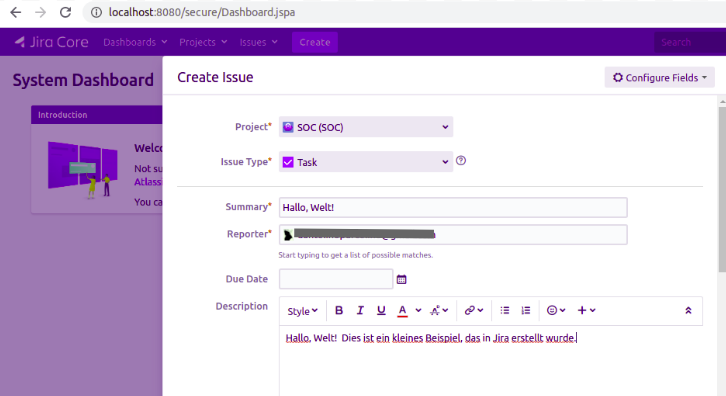 localhost:8080/secure/Dashboard.jspa
Jira Core Dashboards Projects Issues Create Search
System Dashboard
Create Issue
Configure Fields
Introduction
Project* SOC (SOC)
Welco
Issue Type* Task
Not su
Atlass
You ca
Summary* Hallo, Welt!
Reporter*
Start typing to get a list of possible matches.
Due Date
Description
Style B I U A
Hallo, Welt! Dies ist ein kleines Beispiel, das in Jira erstellt wurde.